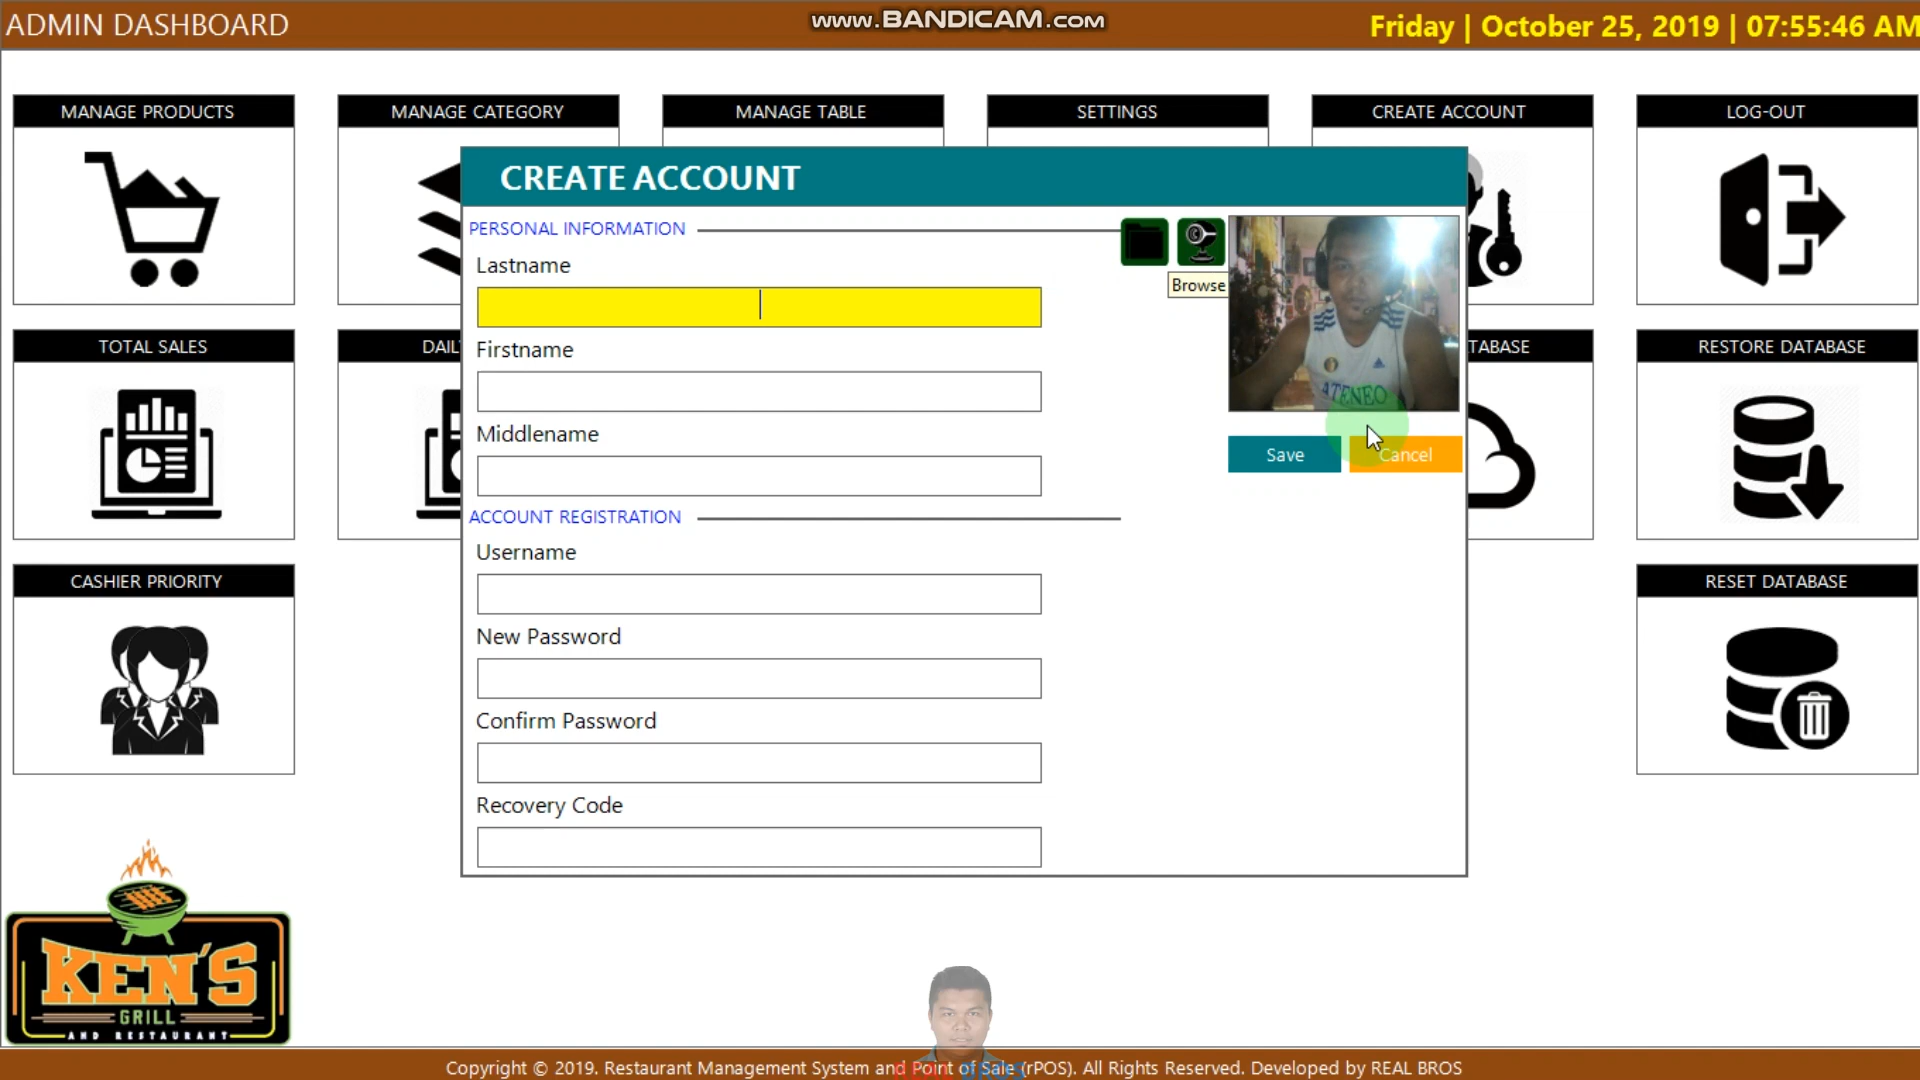 ADMIN DASHBOARD
www.BANDICAM.com
Friday | October 25, 2019 | 07:55:46 AM
MANAGE PRODUCTS
MANAGE CATEGORY
MANAGE TABLE
SETTINGS
CREATE ACCOUNT
LOG-OUT
CREATE ACCOUNT
PERSONAL INFORMATION
Lastname
Browse
Firstname
ATENEO
Middlename
Save
Cancel
ACCOUNT REGISTRATION
Username
New Password
Confirm Password
Recovery Code
TOTAL SALES
DAIL
TABASE
RESTORE DATABASE
CASHIER PRIORITY
RESET DATABASE
KEN'S
GRILL
AND RESTAURANT
Copyright © 2019. Restaurant Management System and Point of Sale (rPOS). All Rights Reserved. Developed by REAL BROS